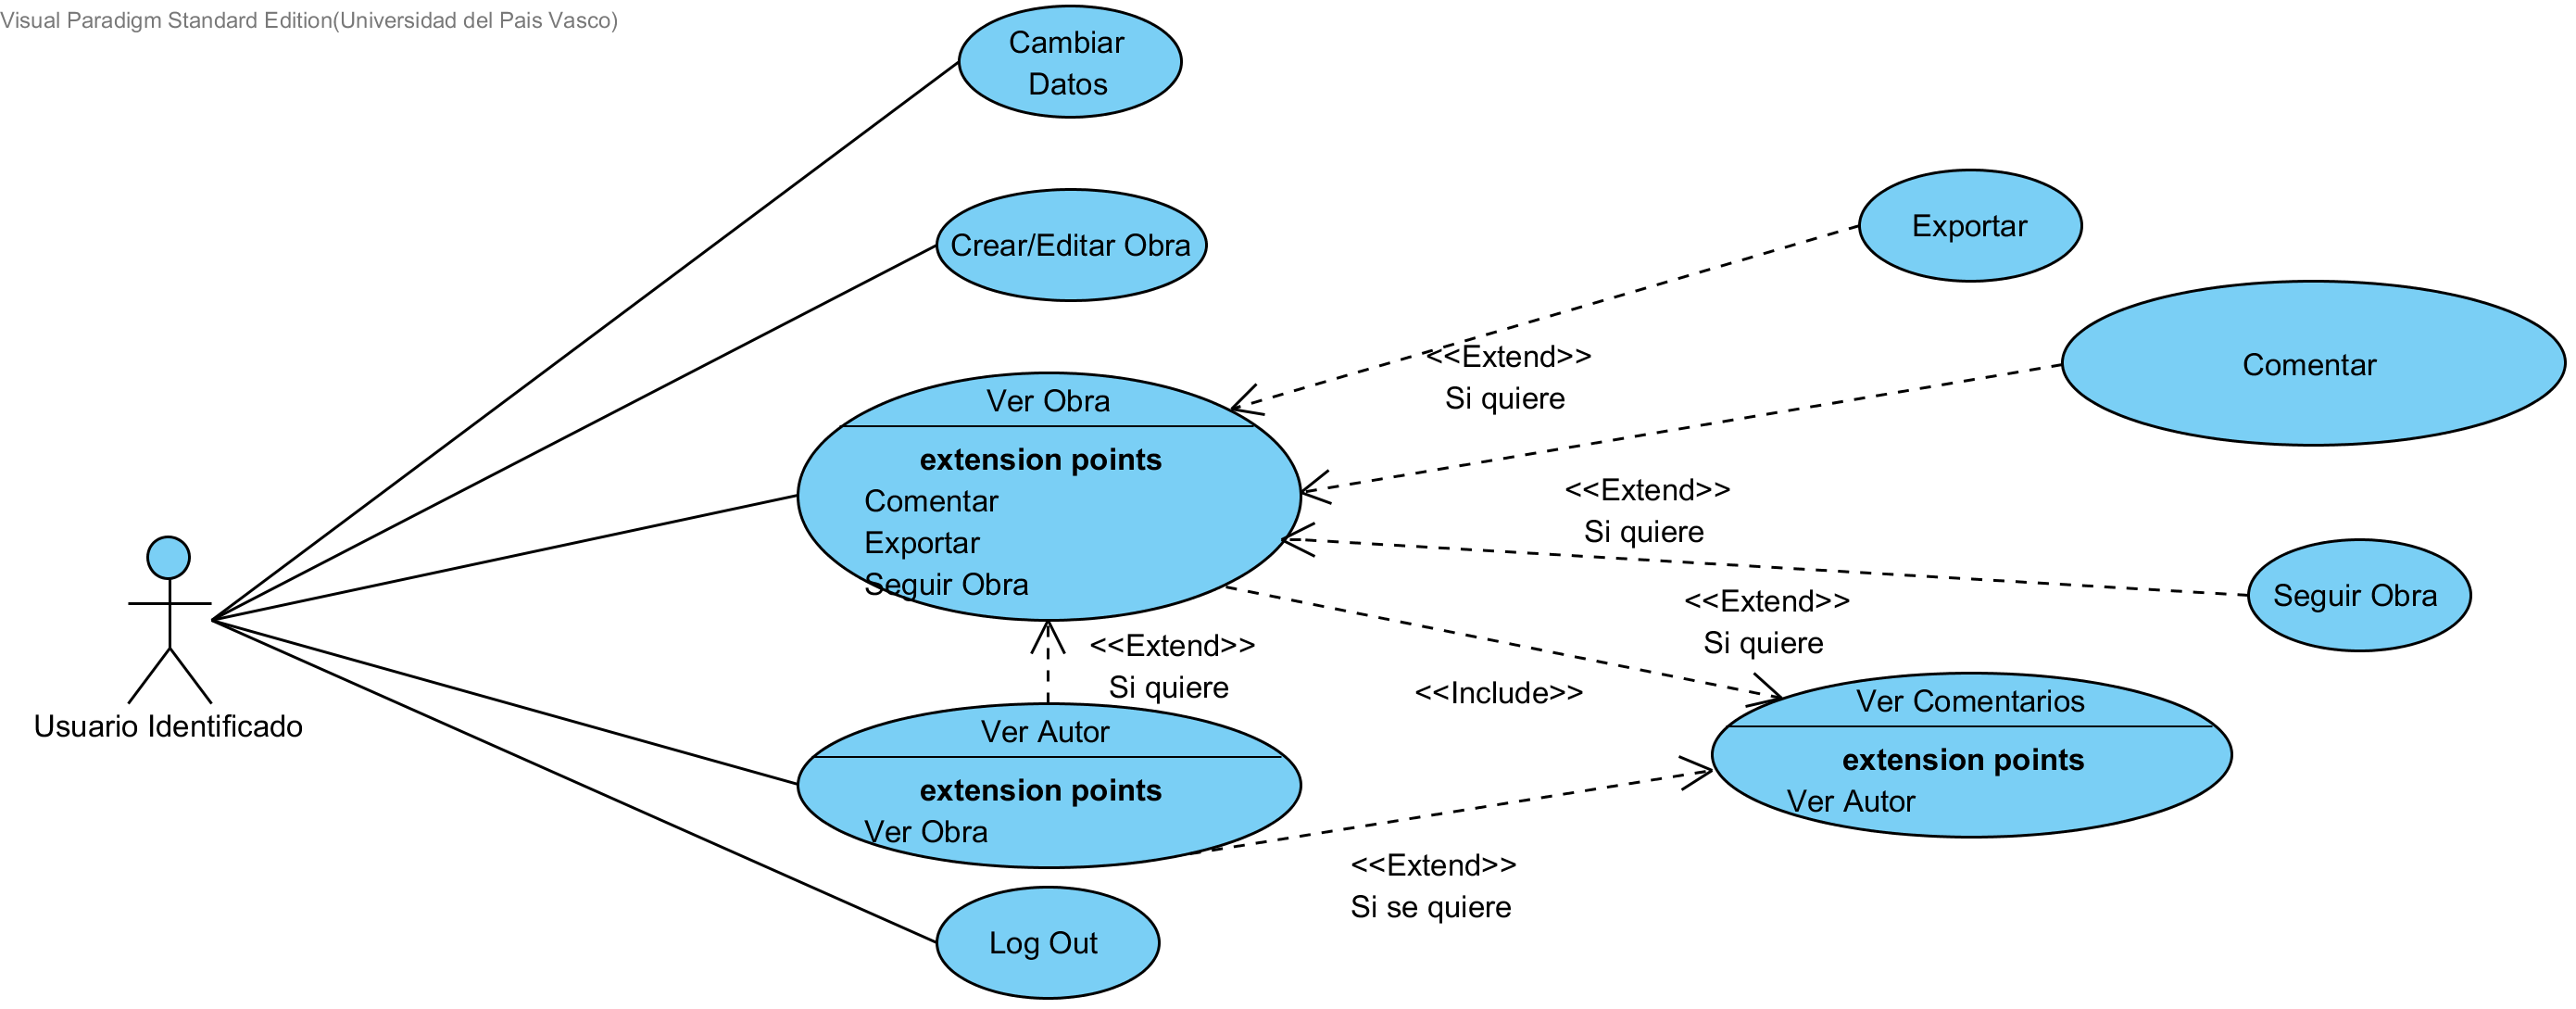 Visual Paradigm Standard Edition(Universidad del Pais Vasco)
Cambiar
Datos
Crear/Editar Obra
Exportar
<<Extend>>
Si quiere
Comentar
Ver Obra
extension points
Comentar
Exportar
Seguir Obra
<<Extend>>
Si quiere
Seguir Obra
<<Extend>>
Si quiere
<<Extend>>
Si quiere
<<Include>>
Usuario Identificado
Ver Autor
extension points
Ver Obra
Ver Comentarios
extension points
Ver Autor
<<Extend>>
Si se quiere
Log Out